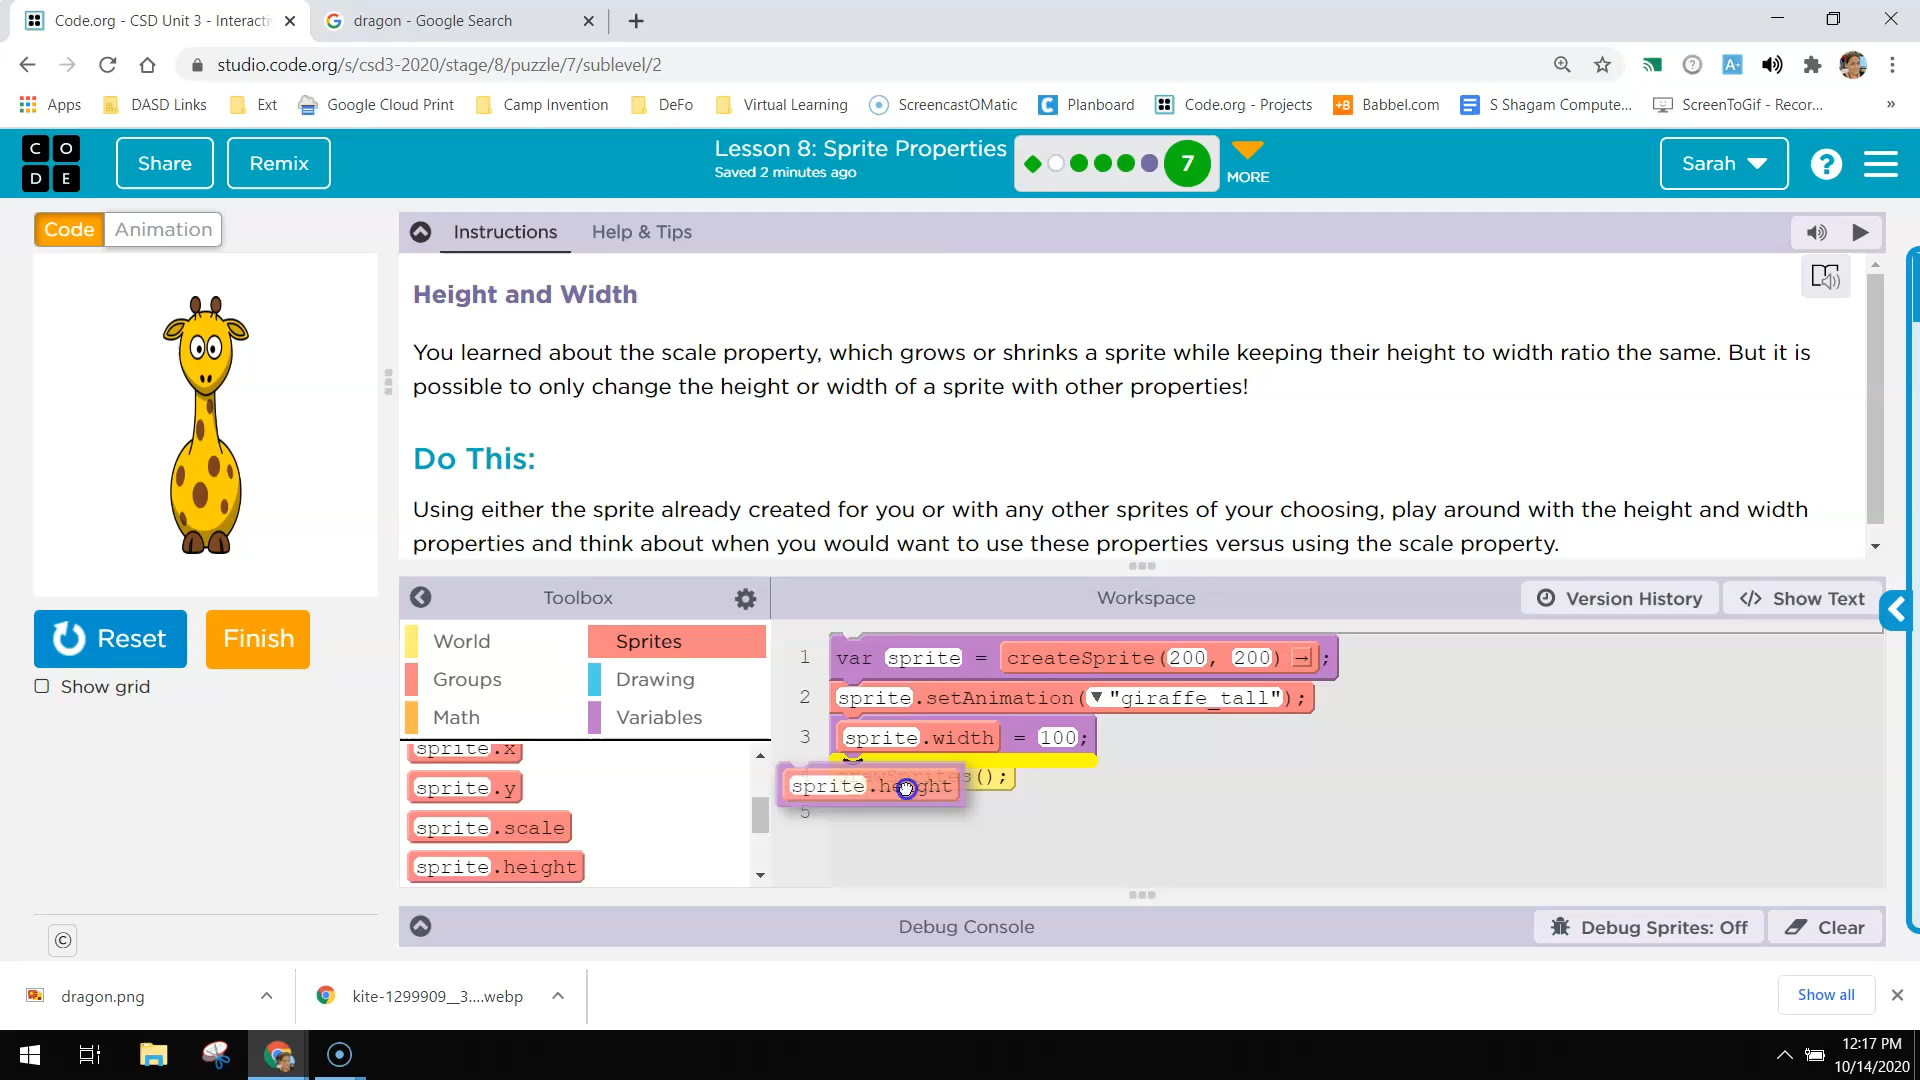 Code.org - CSD Unit 3 - Interacti
dragon - Google Search
studio.code.org/s/csd3-2020/stage/8/puzzle/7/sublevel/2
Apps
DASD Links
Ext
Google Cloud Print
Camp Invention
DeFo
Virtual Learning
ScreencastOMatic
Planboard
Code.org - Projects
Babbel.com
S Shagam Compute...
ScreenToGif - Recor...
»
C O
D E
Share
Remix
Lesson 8: Sprite Properties
Saved 2 minutes ago
7
MORE
Sarah
?
Code
Animation
Instructions
Help & Tips
Height and Width
You learned about the scale property, which grows or shrinks a sprite while keeping their height to width ratio the same. But it is
possible to only change the height or width of a sprite with other properties!
Do This:
Using either the sprite already created for you or with any other sprites of your choosing, play around with the height and width
properties and think about when you would want to use these properties versus using the scale property.
Reset
Finish
Show grid
Toolbox
Workspace
Version History
</> Show Text
World
Sprites
Groups
Drawing
Math
Variables
sprite.x
sprite.y
sprite.scale
sprite.height
1 var sprite = createSprite(200, 200) → ;
2 sprite.setAnimation(▼"giraffe_tall");
3 sprite.width = 100;
sprite.height
5
Debug Console
Debug Sprites: Off
Clear
©
dragon.png
kite-1299909__3....webp
Show all
12:17 PM
10/14/2020